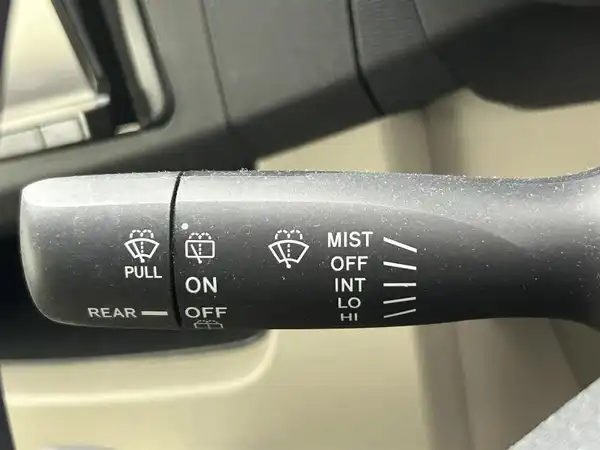 PULL
REAR
ON
OFF
MIST
OFF
INT
LO
HI